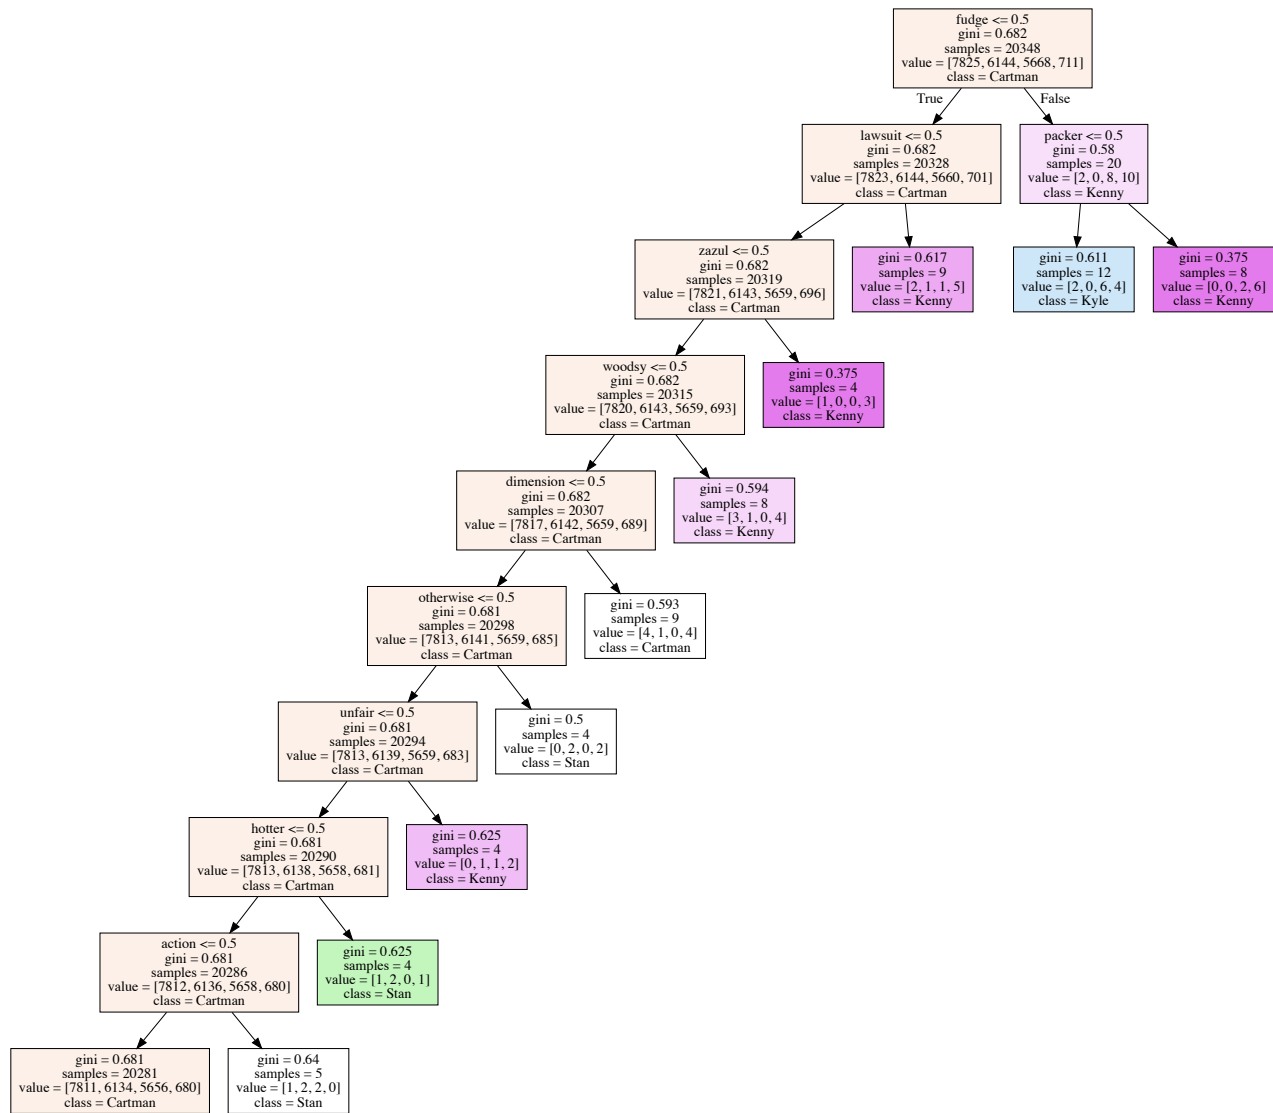 fudge <= 0.5
gini = 0.682
samples = 20348
value = [7825, 6144, 5668, 711]
class = Cartman
True
False
lawsuit <= 0.5
gini = 0.682
samples = 20328
value = [7823, 6144, 5660, 701]
class = Cartman
packer <= 0.5
gini = 0.58
samples = 20
value = [2, 0, 8, 10]
class = Kenny
zazul <= 0.5
gini = 0.682
samples = 20319
value = [7821, 6143, 5659, 696]
class = Cartman
gini = 0.617
samples = 9
value = [2, 1, 1, 5]
class = Kenny
gini = 0.611
samples = 12
value = [2, 0, 6, 4]
class = Kyle
gini = 0.375
samples = 8
value = [0, 0, 2, 6]
class = Kenny
woodsy <= 0.5
gini = 0.682
samples = 20315
value = [7820, 6143, 5659, 693]
class = Cartman
gini = 0.375
samples = 4
value = [1, 0, 0, 3]
class = Kenny
dimension <= 0.5
gini = 0.682
samples = 20307
value = [7817, 6142, 5659, 689]
class = Cartman
gini = 0.594
samples = 8
value = [3, 1, 0, 4]
class = Kenny
otherwise <= 0.5
gini = 0.681
samples = 20298
value = [7813, 6141, 5659, 685]
class = Cartman
gini = 0.593
samples = 9
value = [4, 1, 0, 4]
class = Cartman
unfair <= 0.5
gini = 0.681
samples = 20294
value = [7813, 6139, 5659, 683]
class = Cartman
gini = 0.5
samples = 4
value = [0, 2, 0, 2]
class = Stan
hotter <= 0.5
gini = 0.681
samples = 20290
value = [7813, 6138, 5658, 681]
class = Cartman
gini = 0.625
samples = 4
value = [0, 1, 1, 2]
class = Kenny
action <= 0.5
gini = 0.681
samples = 20286
value = [7812, 6136, 5658, 680]
class = Cartman
gini = 0.625
samples = 4
value = [1, 2, 0, 1]
class = Stan
gini = 0.681
samples = 20281
value = [7811, 6134, 5656, 680]
class = Cartman
gini = 0.64
samples = 5
value = [1, 2, 2, 0]
class = Stan